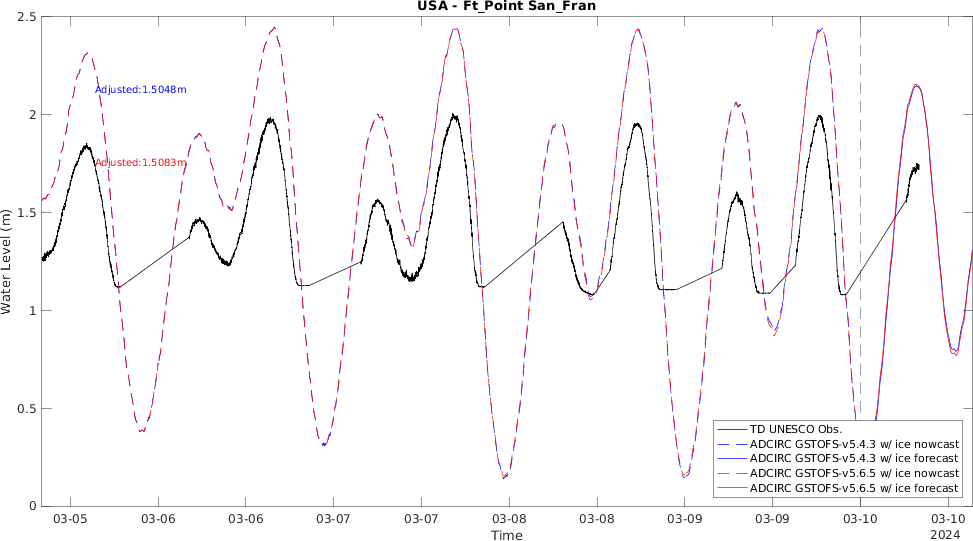 USA - Ft_Point San_Fran
2.5
2
1.5
1
0.5
0
Water Level (m)
Adjusted:1.5048m
Adjusted:1.5083m
TD UNESCO Obs.
ADCIRC GSTOFS-v5.4.3 w/ ice nowcast
ADCIRC GSTOFS-v5.4.3 w/ ice forecast
ADCIRC GSTOFS-v5.6.5 w/ ice nowcast
ADCIRC GSTOFS-v5.6.5 w/ ice forecast
03-05 03-06 03-06 03-07 03-07 03-08 03-08 03-09 03-09 03-10 03-10
2024
Time